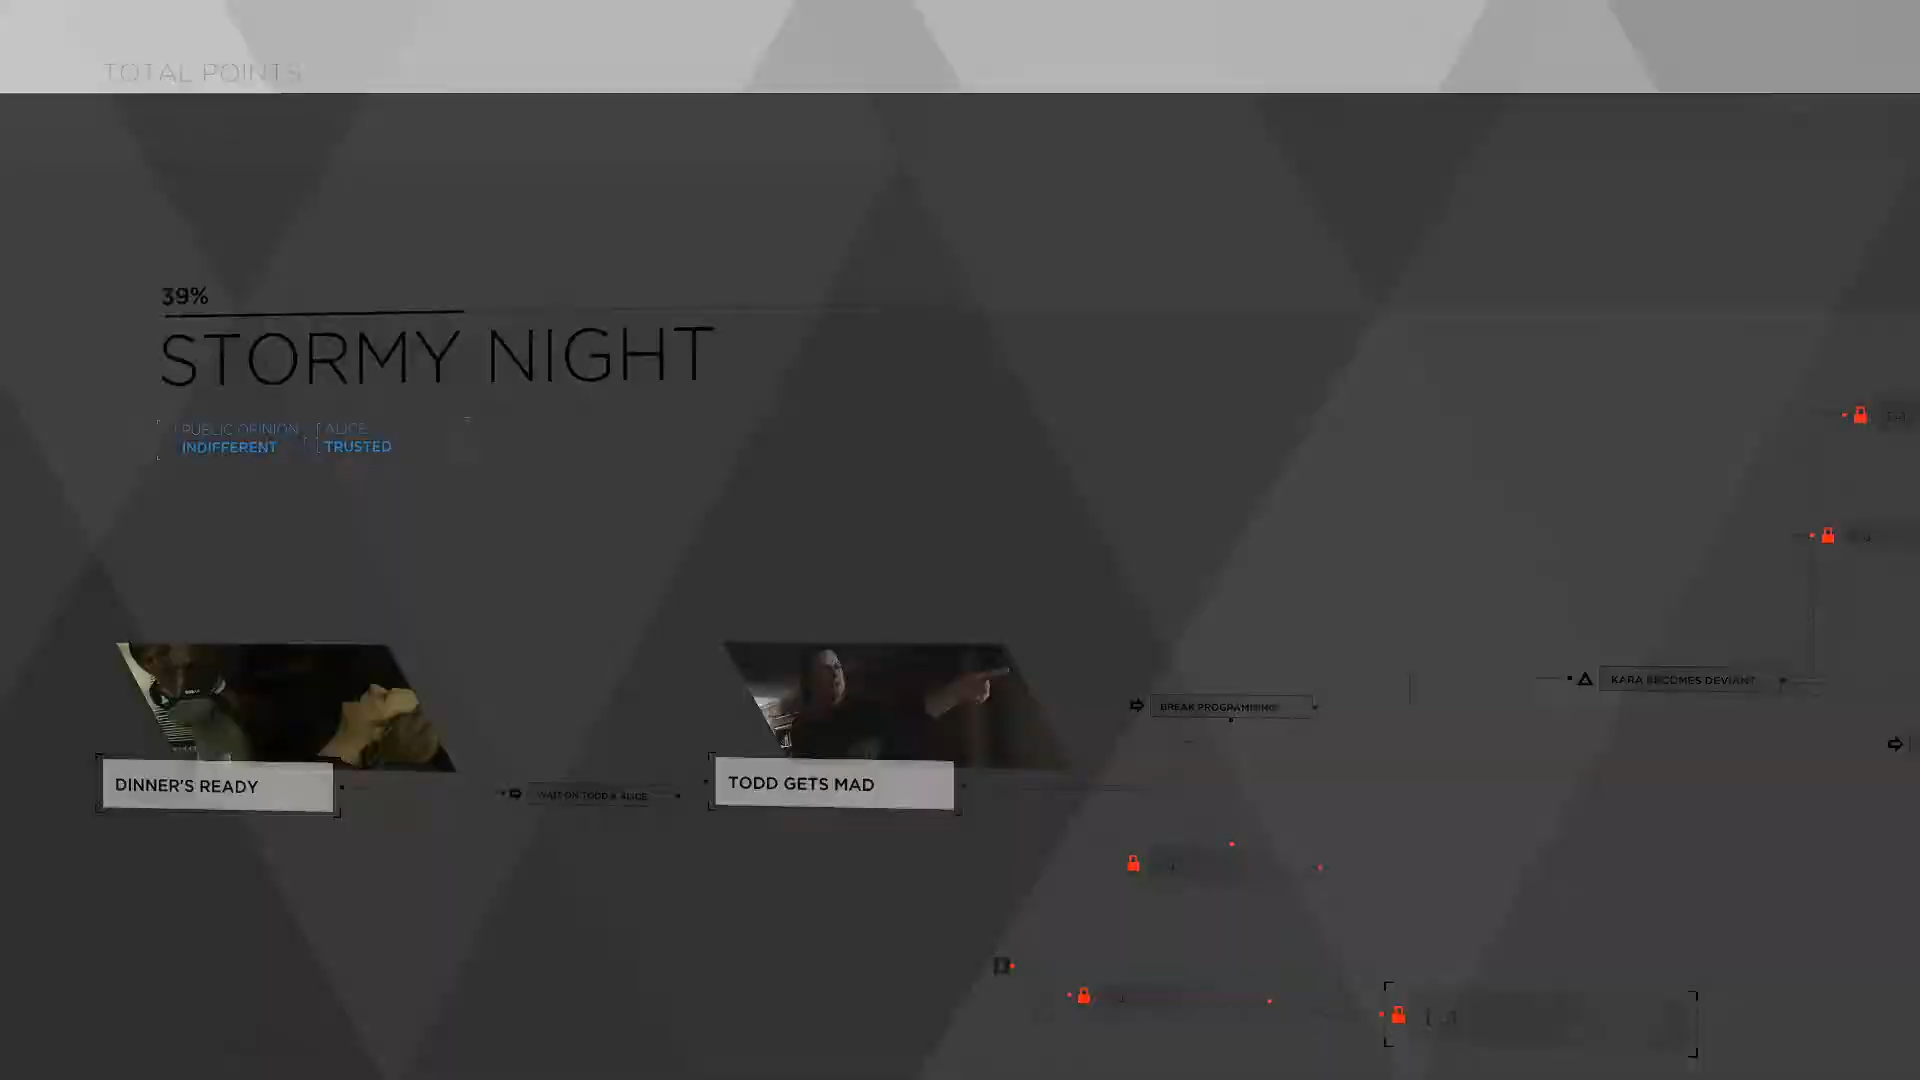 TOTAL POINTS
39%
STORMY NIGHT
PUBLIC OPINION
INDIFFERENT
ALICE
TRUSTED
KARA BECOMES DEVIANT
BREAK PROGRAMMING
DINNER'S READY
WAIT ON TODD & ALICE
TODD GETS MAD